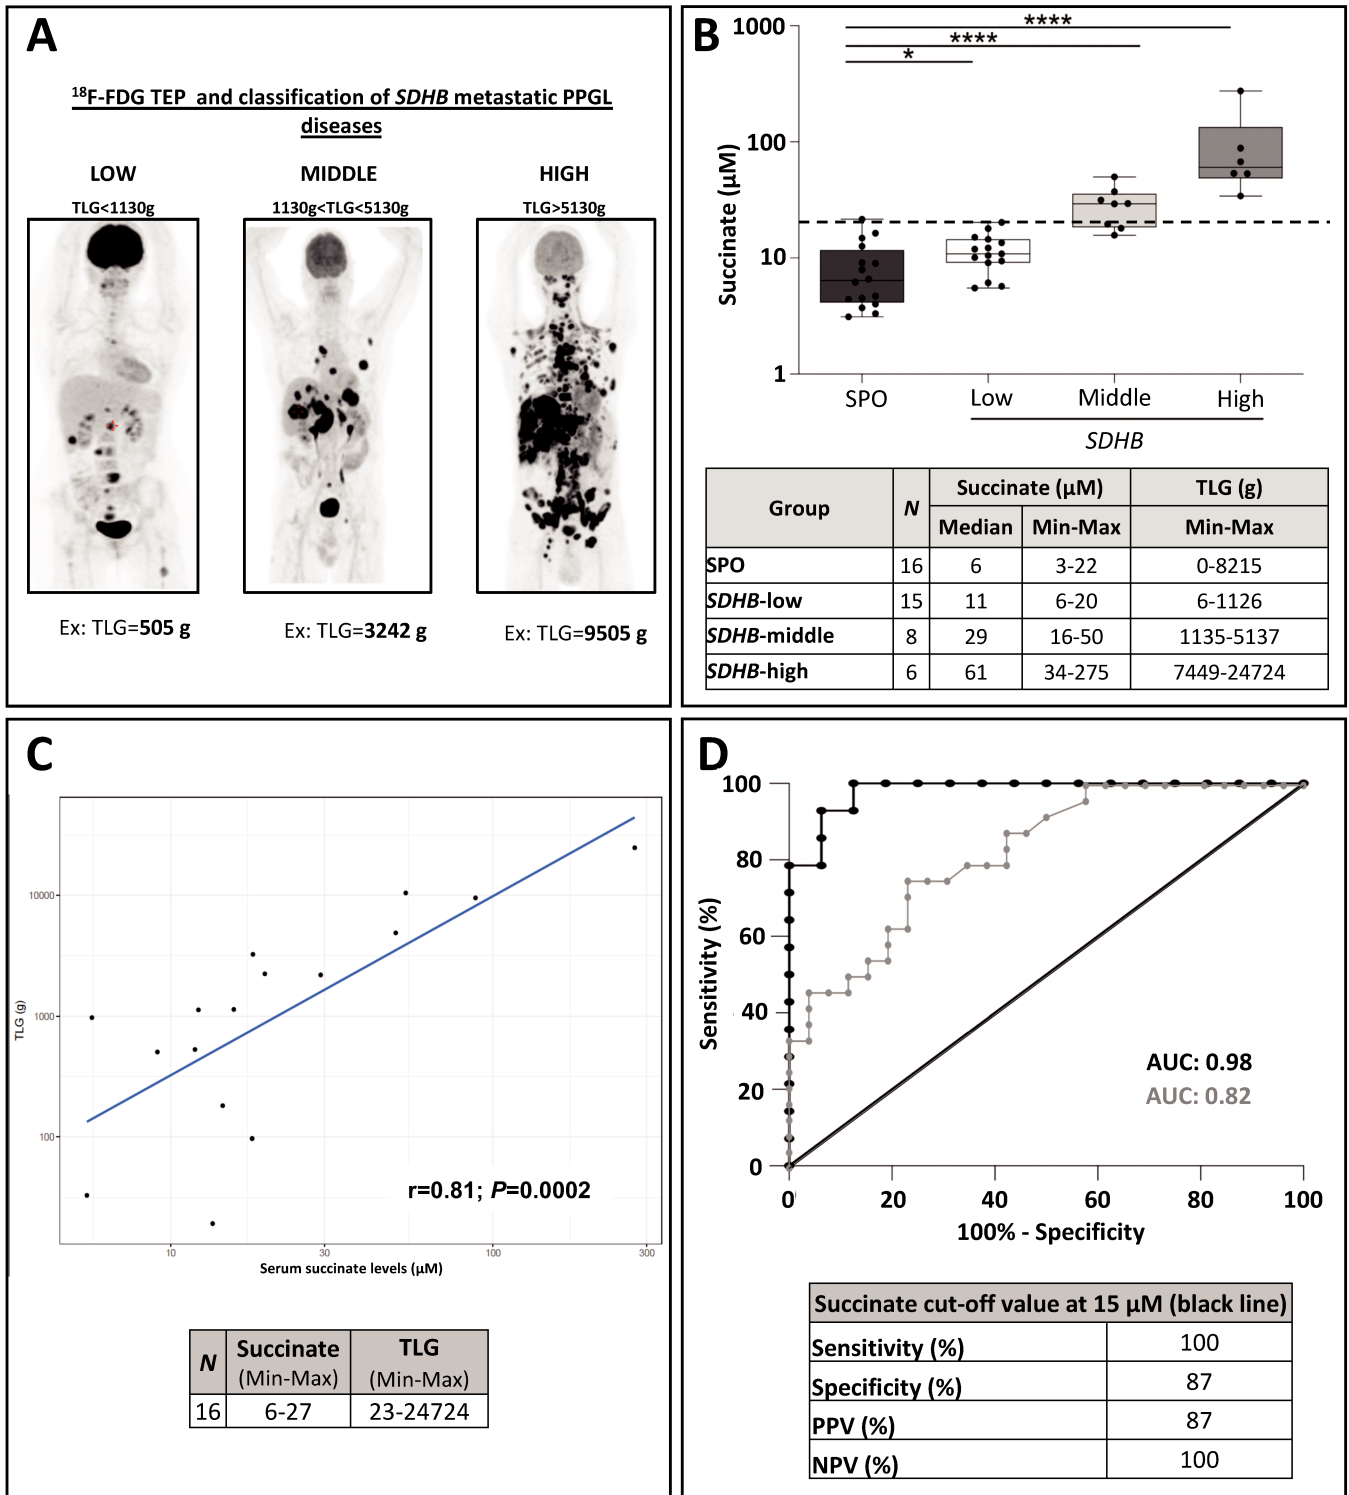 A
18F-FDG TEP and classification of SDHB metastatic PPGL
diseases
LOW
MIDDLE
HIGH
TLG<1130g
1130g<TLG<5130g
TLG>5130g
Ex: TLG=505 g
Ex: TLG=3242 g
Ex: TLG=9505 g
B
****
****
*
1000
100
10
1
Succinate (µM)
SPO
Low
Middle
High
SDHB
Group
N
Succinate (µM)
TLG (g)
Median
Min-Max
Min-Max
SPO 16 6 3-22 0-8215
SDHB-low 15 11 6-20 6-1126
SDHB-middle 8 29 16-50 1135-5137
SDHB-high 6 61 34-275 7449-24724
C
TLG (g)
10000
1000
100
r=0.81; P=0.0002
10 30 100 300
Serum succinate levels (µM)
N
Succinate
(Min-Max)
TLG
(Min-Max)
16 6-27 23-24724
D
Sensitivity (%)
100
80
60
40
20
0
AUC: 0.98
AUC: 0.82
0 20 40 60 80 100
100% - Specificity
Succinate cut-off value at 15 µM (black line)
Sensitivity (%) 100
Specificity (%) 87
PPV (%) 87
NPV (%) 100